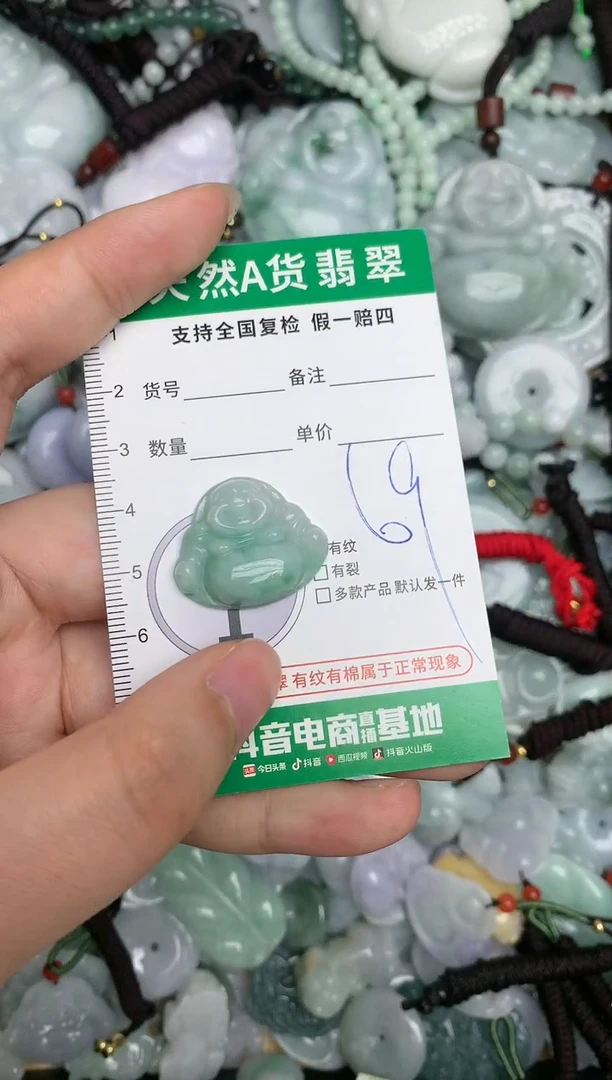 天然A货翡翠
支持全国复检 假一赔四
1
2 货号 备注
3 数量 单价
69
4
有纹
5 有裂
多款产品 默认发一件
6
翠 有纹有棉属于正常现象
抖音电商直播基地
头条 今日头条 抖音 西瓜视频 抖音火山版